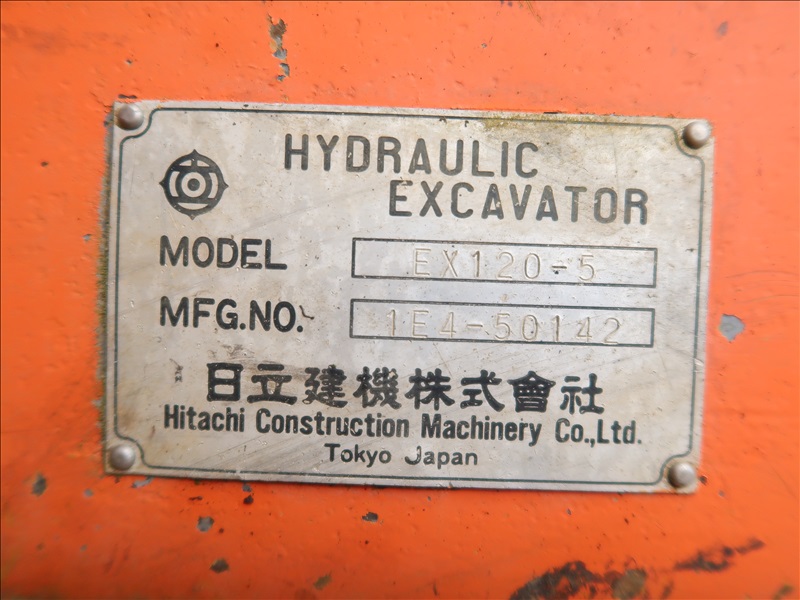 HYDRAULIC
EXCAVATOR
MODEL EX120-5
MFG.NO. 1E4-50142
日立建機株式會社
Hitachi Construction Machinery Co.,Ltd.
Tokyo Japan